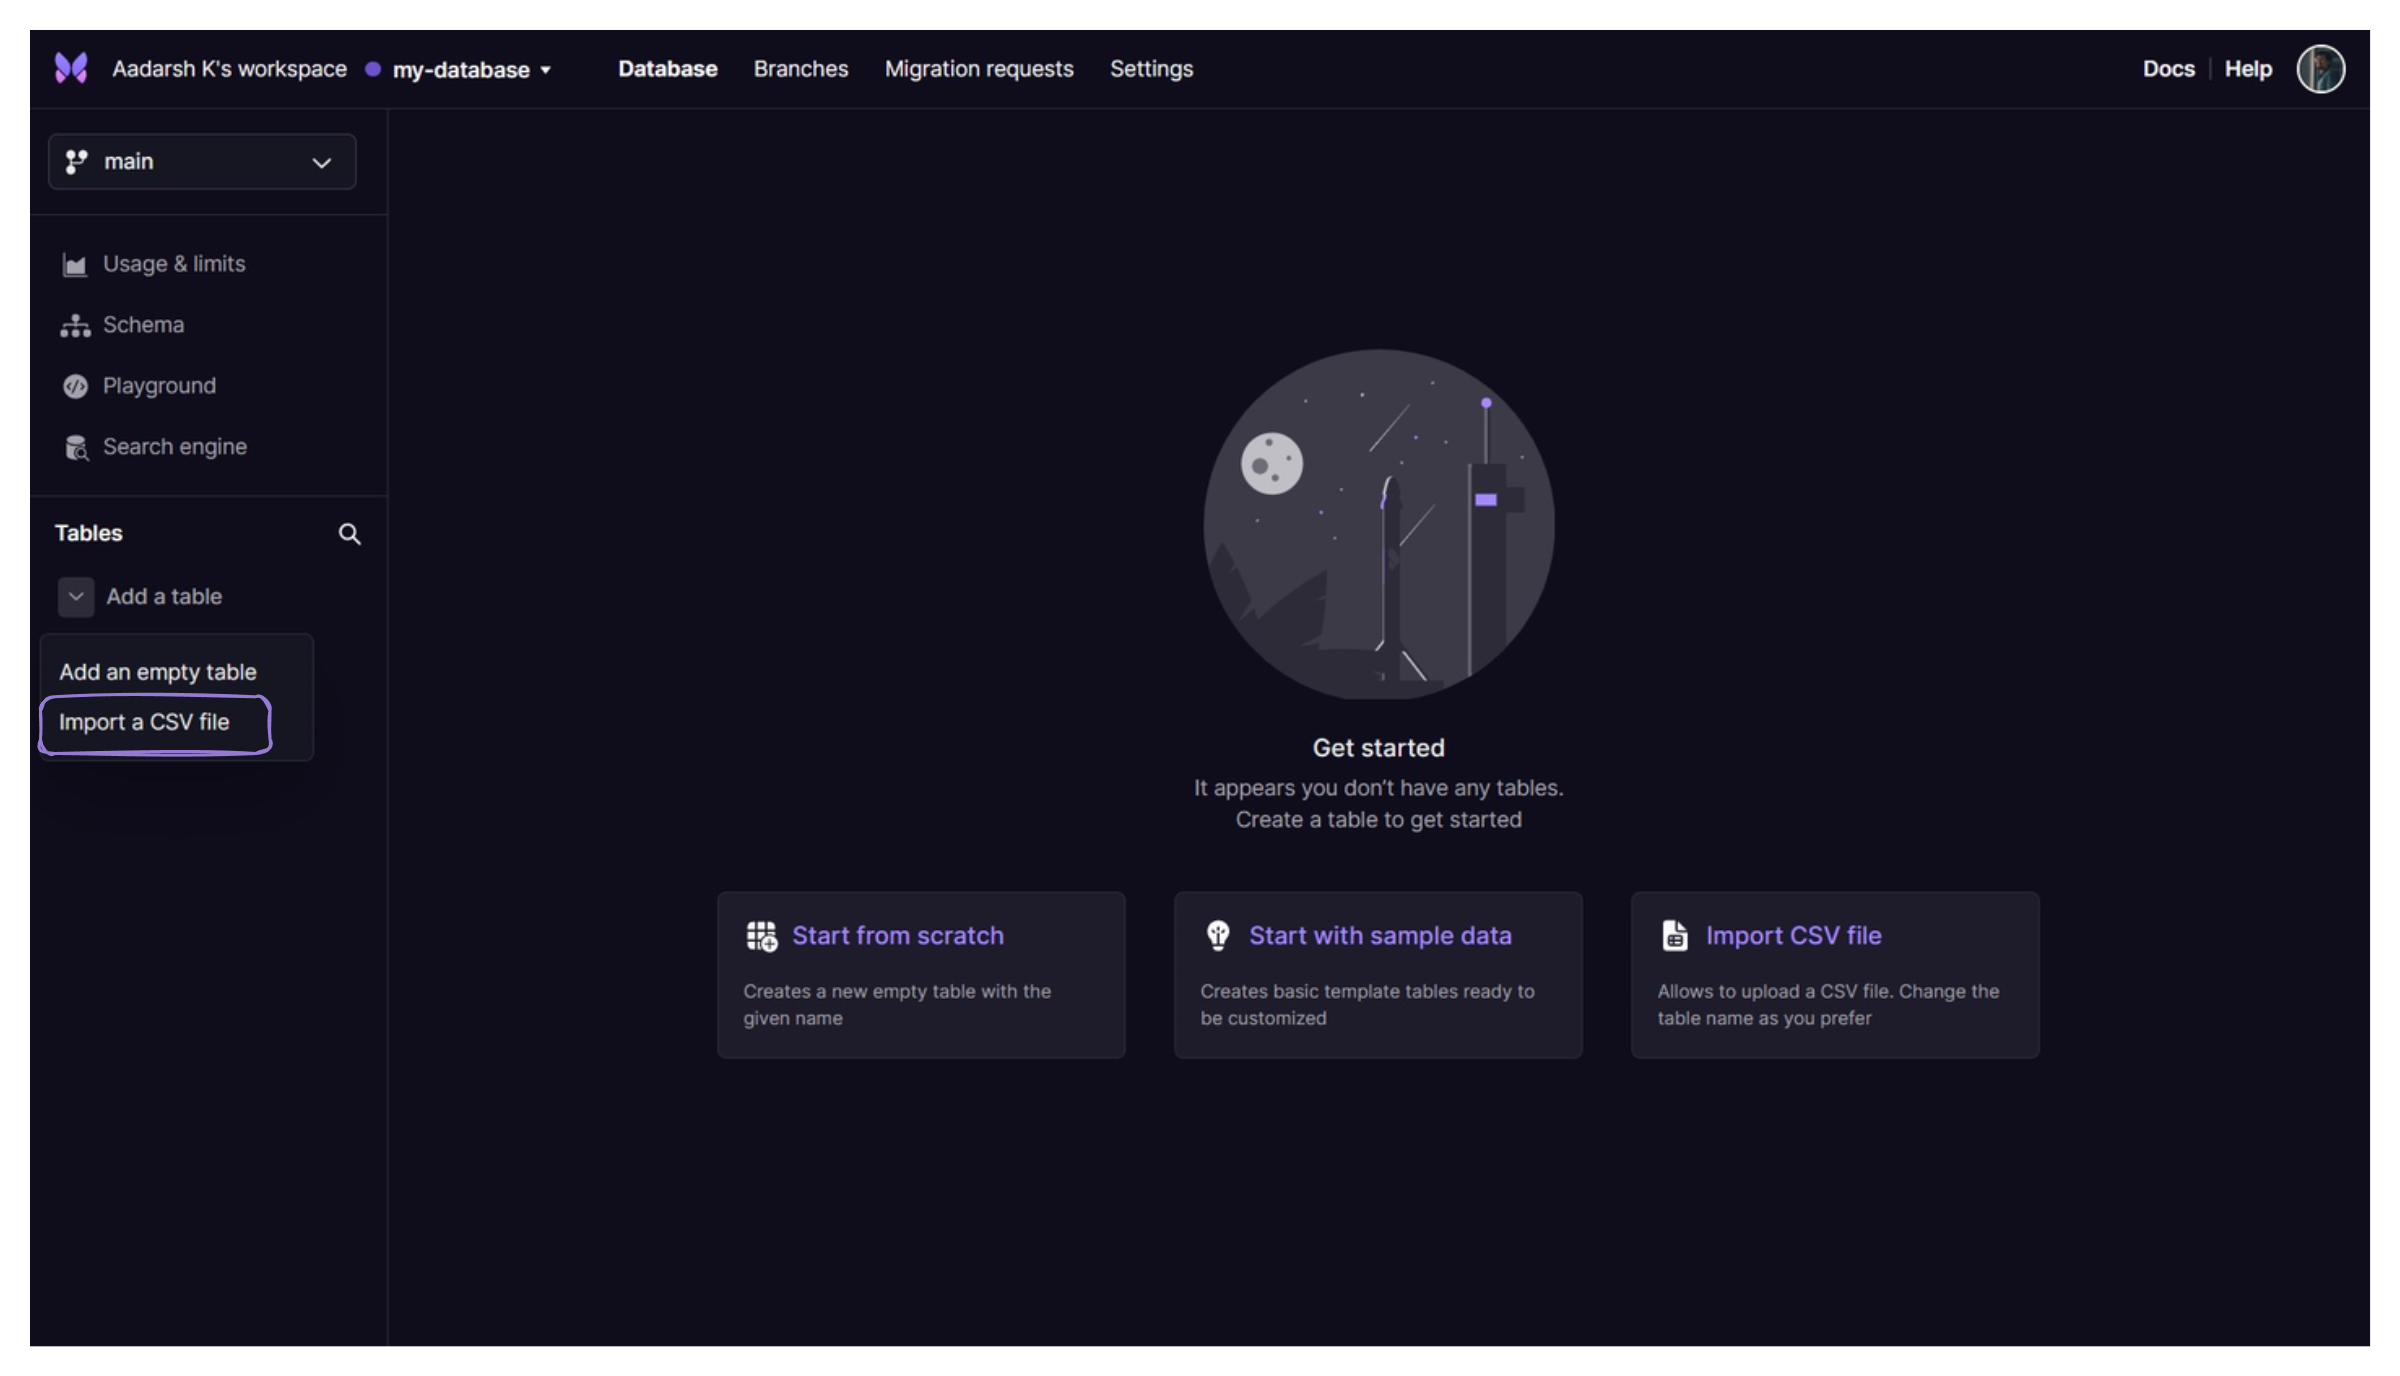 Aadarsh K's workspace my-database Database Branches Migration requests Settings Docs Help
main
Usage & limits
Schema
Playground
Search engine
Tables
Add a table
Add an empty table
Import a CSV file
Get started
It appears you don't have any tables.
Create a table to get started
Start from scratch
Creates a new empty table with the
given name
Start with sample data
Creates basic template tables ready to
be customized
Import CSV file
Allows to upload a CSV file. Change the
table name as you prefer